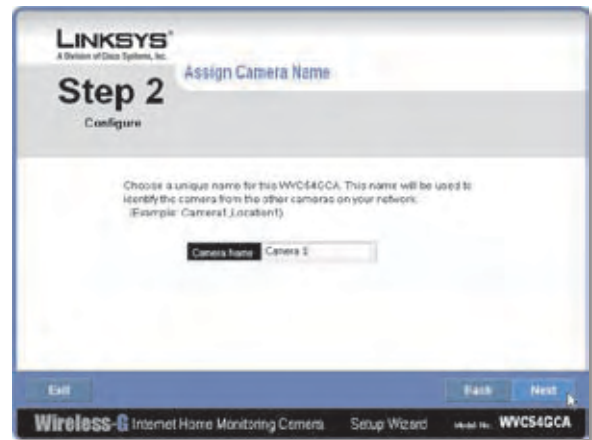 LINKSYS®
A Division of Cisco Systems, Inc.
Assign Camera Name
Step 2
Configure
Choose a unique name for this WVC54GCA. This name will be used to
identify the camera from the other cameras on your network.
(Example: Camera1_Location1)
Camera Name Camera 1
Exit Back Next
Wireless-G Internet Home Monitoring Camera Setup Wizard Model No. WVC54GCA